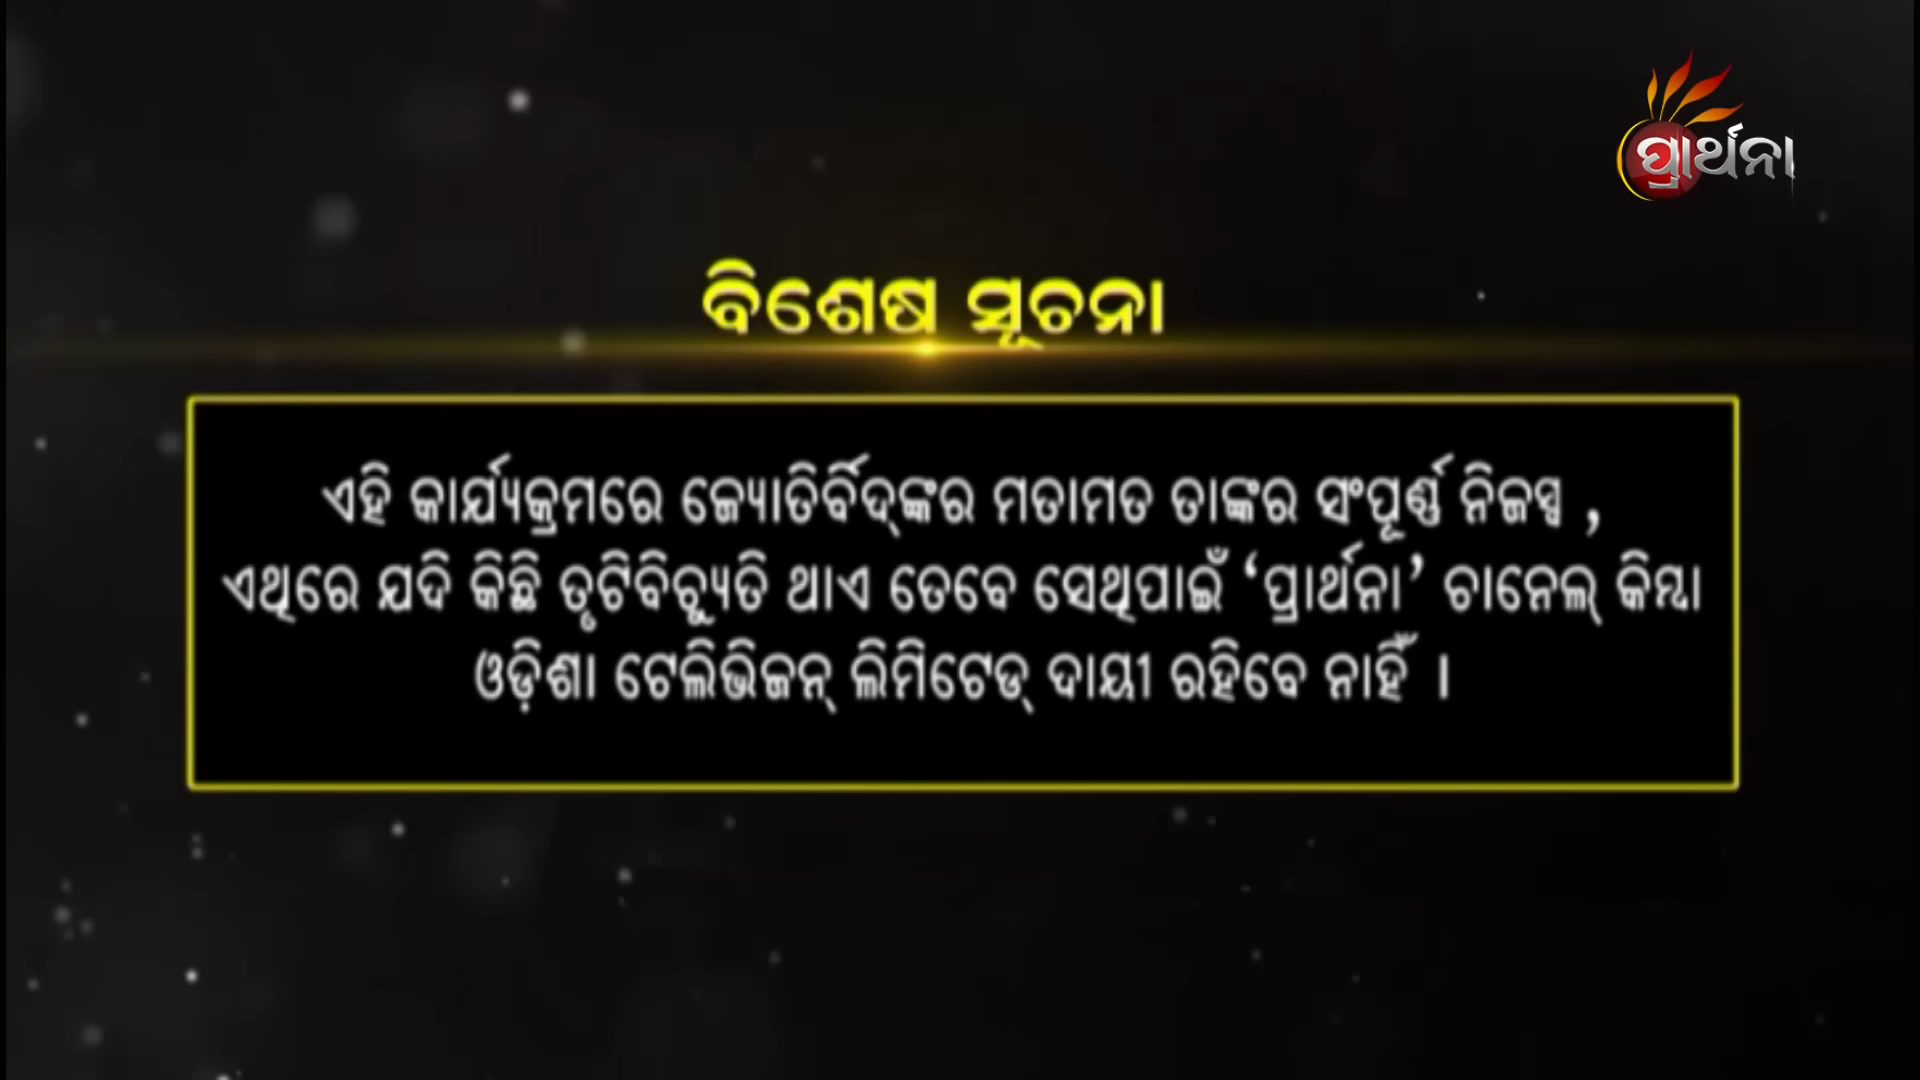 ପ୍ରାର୍ଥନା
ବିଶେଷ ସୂଚନା
ଏହି କାର୍ଯ୍ୟକ୍ରମରେ ଜ୍ୟୋତିର୍ବିଦ୍‌ଙ୍କର ମତାମତ ତାଙ୍କର ସଂପୂର୍ଣ୍ଣ ନିଜସ୍ୱ ,
ଏଥିରେ ଯଦି କିଛି ତୃଟିବିଚ୍ୟୁତି ଥାଏ ତେବେ ସେଥିପାଇଁ ‘ପ୍ରାର୍ଥନା’ ଚାନେଲ୍ କିମ୍ଵା
ଓଡ଼ିଶା ଟେଲିଭିଜନ୍ ଲିମିଟେଡ୍ ଦାୟୀ ରହିବେ ନାହିଁ ।